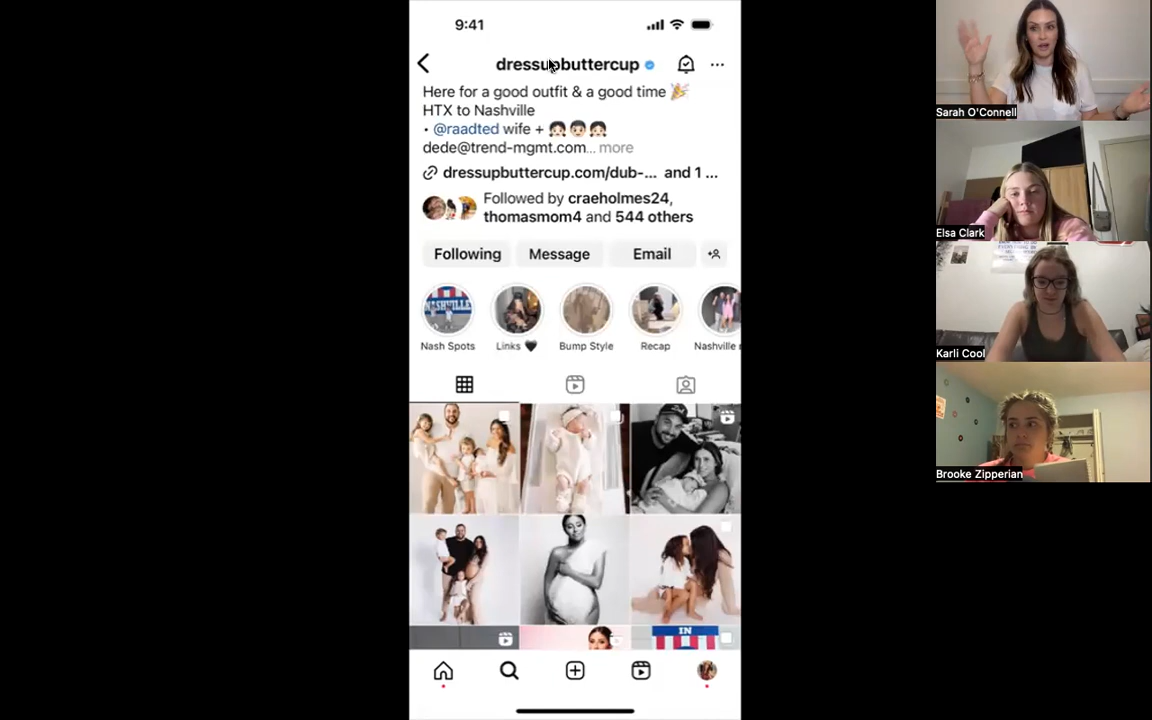 9:41
dressupbuttercup
Here for a good outfit & a good time 🎉
HTX to Nashville
• @raadted wife + 👧🏻👦🏻👧🏻
dede@trend-mgmt.com... more
dressupbuttercup.com/dub-... and 1 ...
Followed by craeholmes24,
thomasmom4 and 544 others
Following Message Email
NASHVILLE
Nash Spots Links 🖤 Bump Style Recap Nashville
IN
Sarah O'Connell
Elsa Clark
Karli Cool
Brooke Zipperian